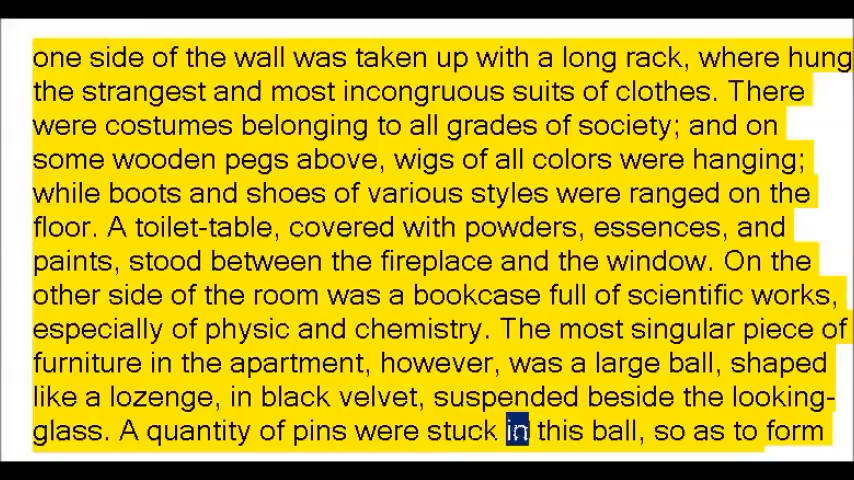 one side of the wall was taken up with a long rack, where hung
the strangest and most incongruous suits of clothes. There
were costumes belonging to all grades of society; and on
some wooden pegs above, wigs of all colors were hanging;
while boots and shoes of various styles were ranged on the
floor. A toilet-table, covered with powders, essences, and
paints, stood between the fireplace and the window. On the
other side of the room was a bookcase full of scientific works,
especially of physic and chemistry. The most singular piece of
furniture in the apartment, however, was a large ball, shaped
like a lozenge, in black velvet, suspended beside the looking-
glass. A quantity of pins were stuck in this ball, so as to form